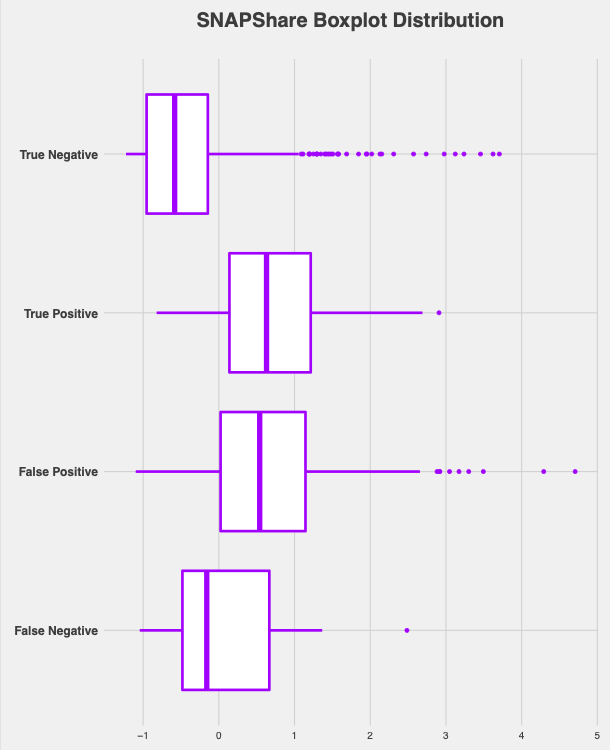 SNAPShare Boxplot Distribution
True Negative
True Positive
False Positive
False Negative
−1 0 1 2 3 4 5